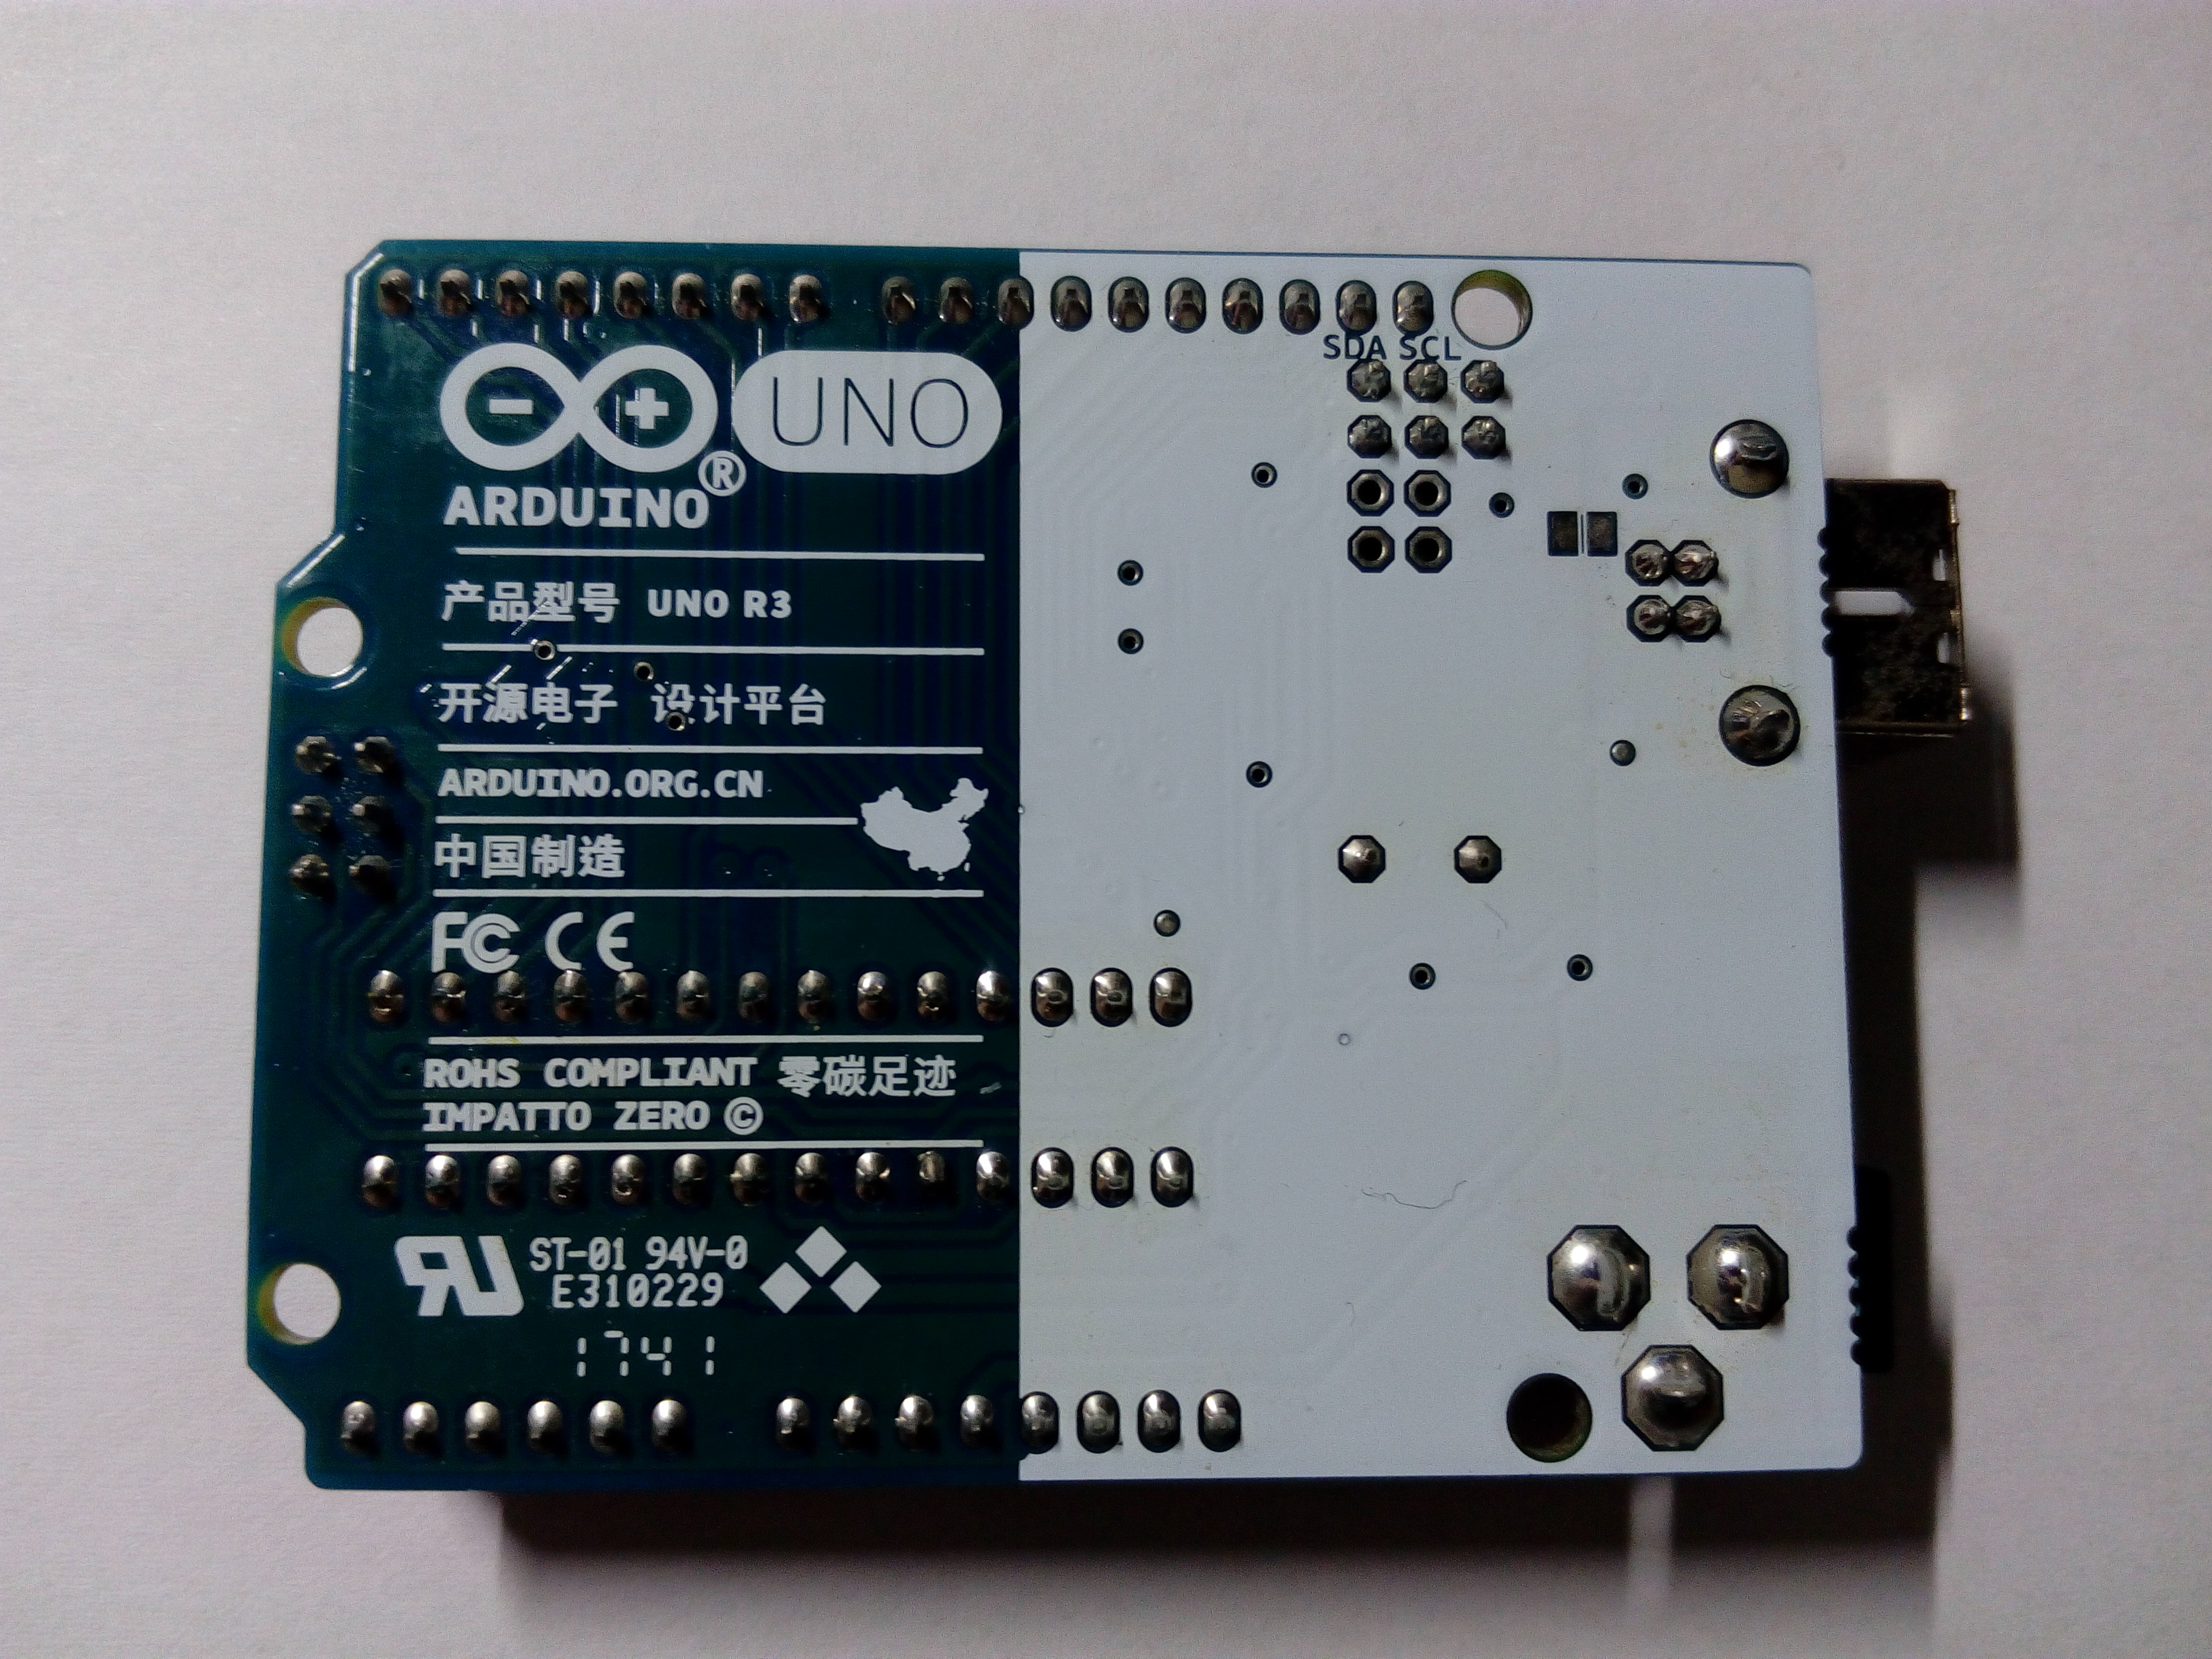 UNO
®
ARDUINO
SDA SCL
产品型号 UNO R3
开源电子 设计平台
ARDUINO.ORG.CN
中国制造
FC CE
ROHS COMPLIANT 零碳足迹
IMPATTO ZERO ©
ST-01 94V-0
E310229
1741